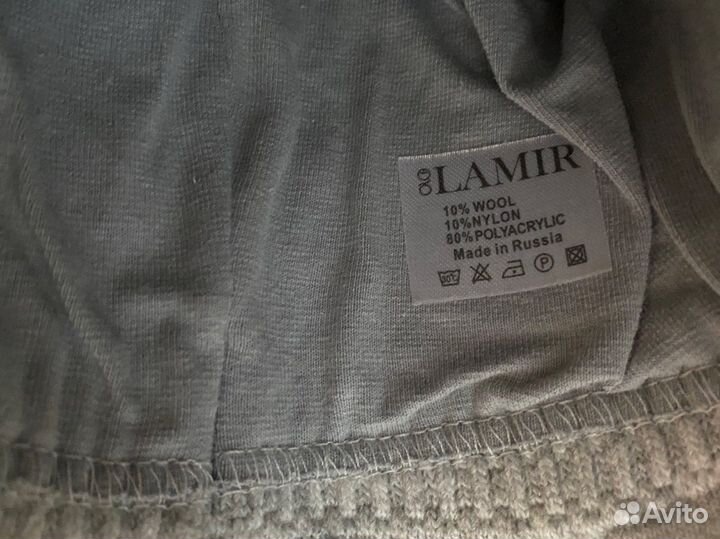 LAMIR
10% WOOL
10%NYLON
80% POLYACRYLIC
Made in Russia
P
Avito